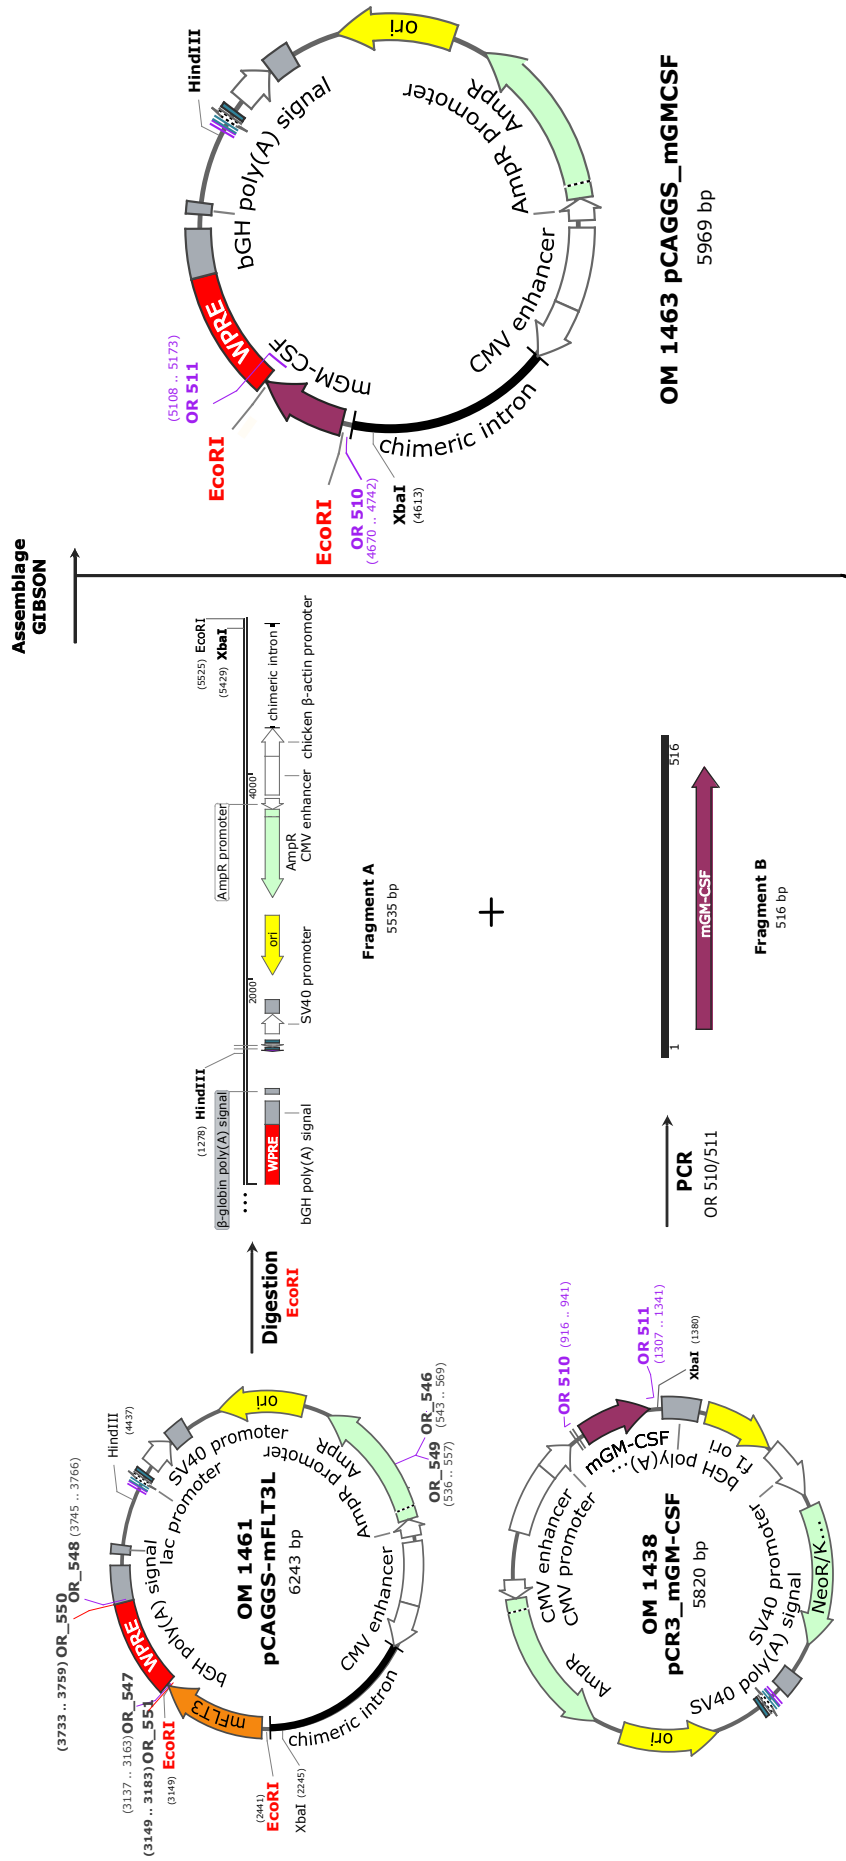 OM 1461
pCAGGS-mFLT3L
6243 bp
(3733 .. 3759) OR_550
OR_548 (3745 .. 3766)
(3137 .. 3163) OR_547
(3149 .. 3183) OR_551
(3149) EcoRI
(2441)
EcoRI
XbaI (2245)
HindIII
(4437)
OR_546
(543 .. 569)
OR_549
(536 .. 557)
WPRE
mFLT3
bGH poly(A) signal
lac promoter
SV40 promoter
ori
AmpR
AmpR promoter
CMV enhancer
chimeric intron
Digestion
EcoRI
β-globin poly(A) signal
(1278) HindIII
AmpR promoter
(5525) EcoRI
(5429) XbaI
2000
4000
WPRE
bGH poly(A) signal
SV40 promoter
ori
AmpR
CMV enhancer
chicken β-actin promoter
chimeric intron
Fragment A
5535 bp
+
OM 1438
pCR3_mGM-CSF
5820 bp
OR 510 (916 .. 941)
OR 511
(1307 .. 1341)
XbaI (1380)
CMV enhancer
CMV promoter
mGM-CSF
bGH poly(A)...
f1 ori
SV40 promoter
NeoR/K...
SV40 poly(A) signal
ori
AmpR
PCR
OR 510/511
1
516
mGM-CSF
Fragment B
516 bp
Assemblage
GIBSON
HindIII
bGH poly(A) signal
WPRE
(5108 .. 5173)
OR 511
EcoRI
mGM-CSF
EcoRI
OR 510
(4670 .. 4742)
XbaI
(4613)
chimeric intron
CMV enhancer
AmpR promoter
AmpR
ori
OM 1463 pCAGGS_mGMCSF
5969 bp